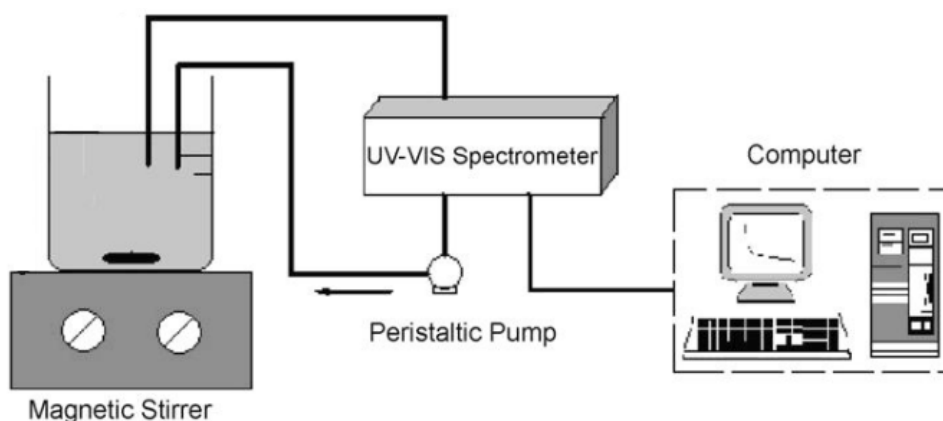 UV-VIS Spectrometer
Computer
Peristaltic Pump
Magnetic Stirrer